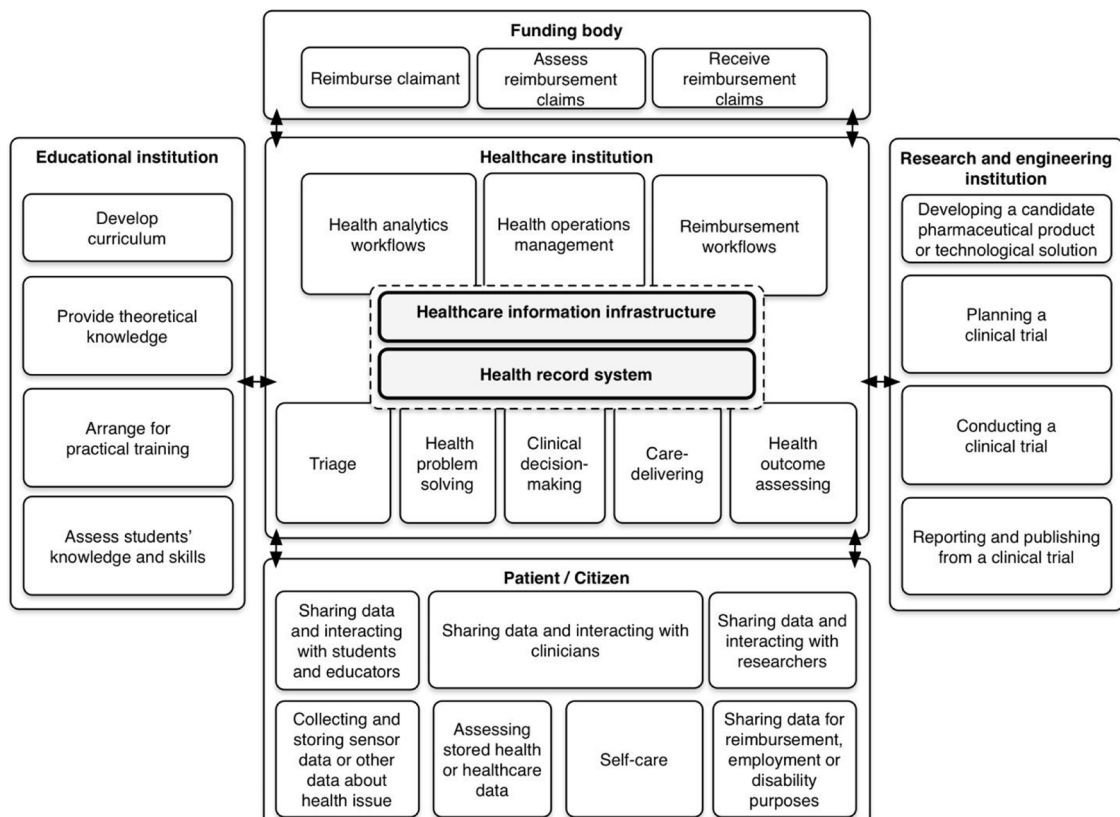 Funding body
Reimburse claimant
Assess
reimbursement
claims
Receive
reimbursement
claims
Educational institution
Develop
curriculum
Provide theoretical
knowledge
Arrange for
practical training
Assess students’
knowledge and skills
Healthcare institution
Health analytics
workflows
Health operations
management
Reimbursement
workflows
Healthcare information infrastructure
Health record system
Triage
Health
problem
solving
Clinical
decision-
making
Care-
delivering
Health
outcome
assessing
Research and engineering
institution
Developing a candidate
pharmaceutical product
or technological solution
Planning a
clinical trial
Conducting a
clinical trial
Reporting and publishing
from a clinical trial
Patient / Citizen
Sharing data
and interacting
with students
and educators
Sharing data and interacting with
clinicians
Sharing data and
interacting with
researchers
Collecting and
storing sensor
data or other
data about
health issue
Assessing
stored health
or healthcare
data
Self-care
Sharing data for
reimbursement,
employment or
disability
purposes